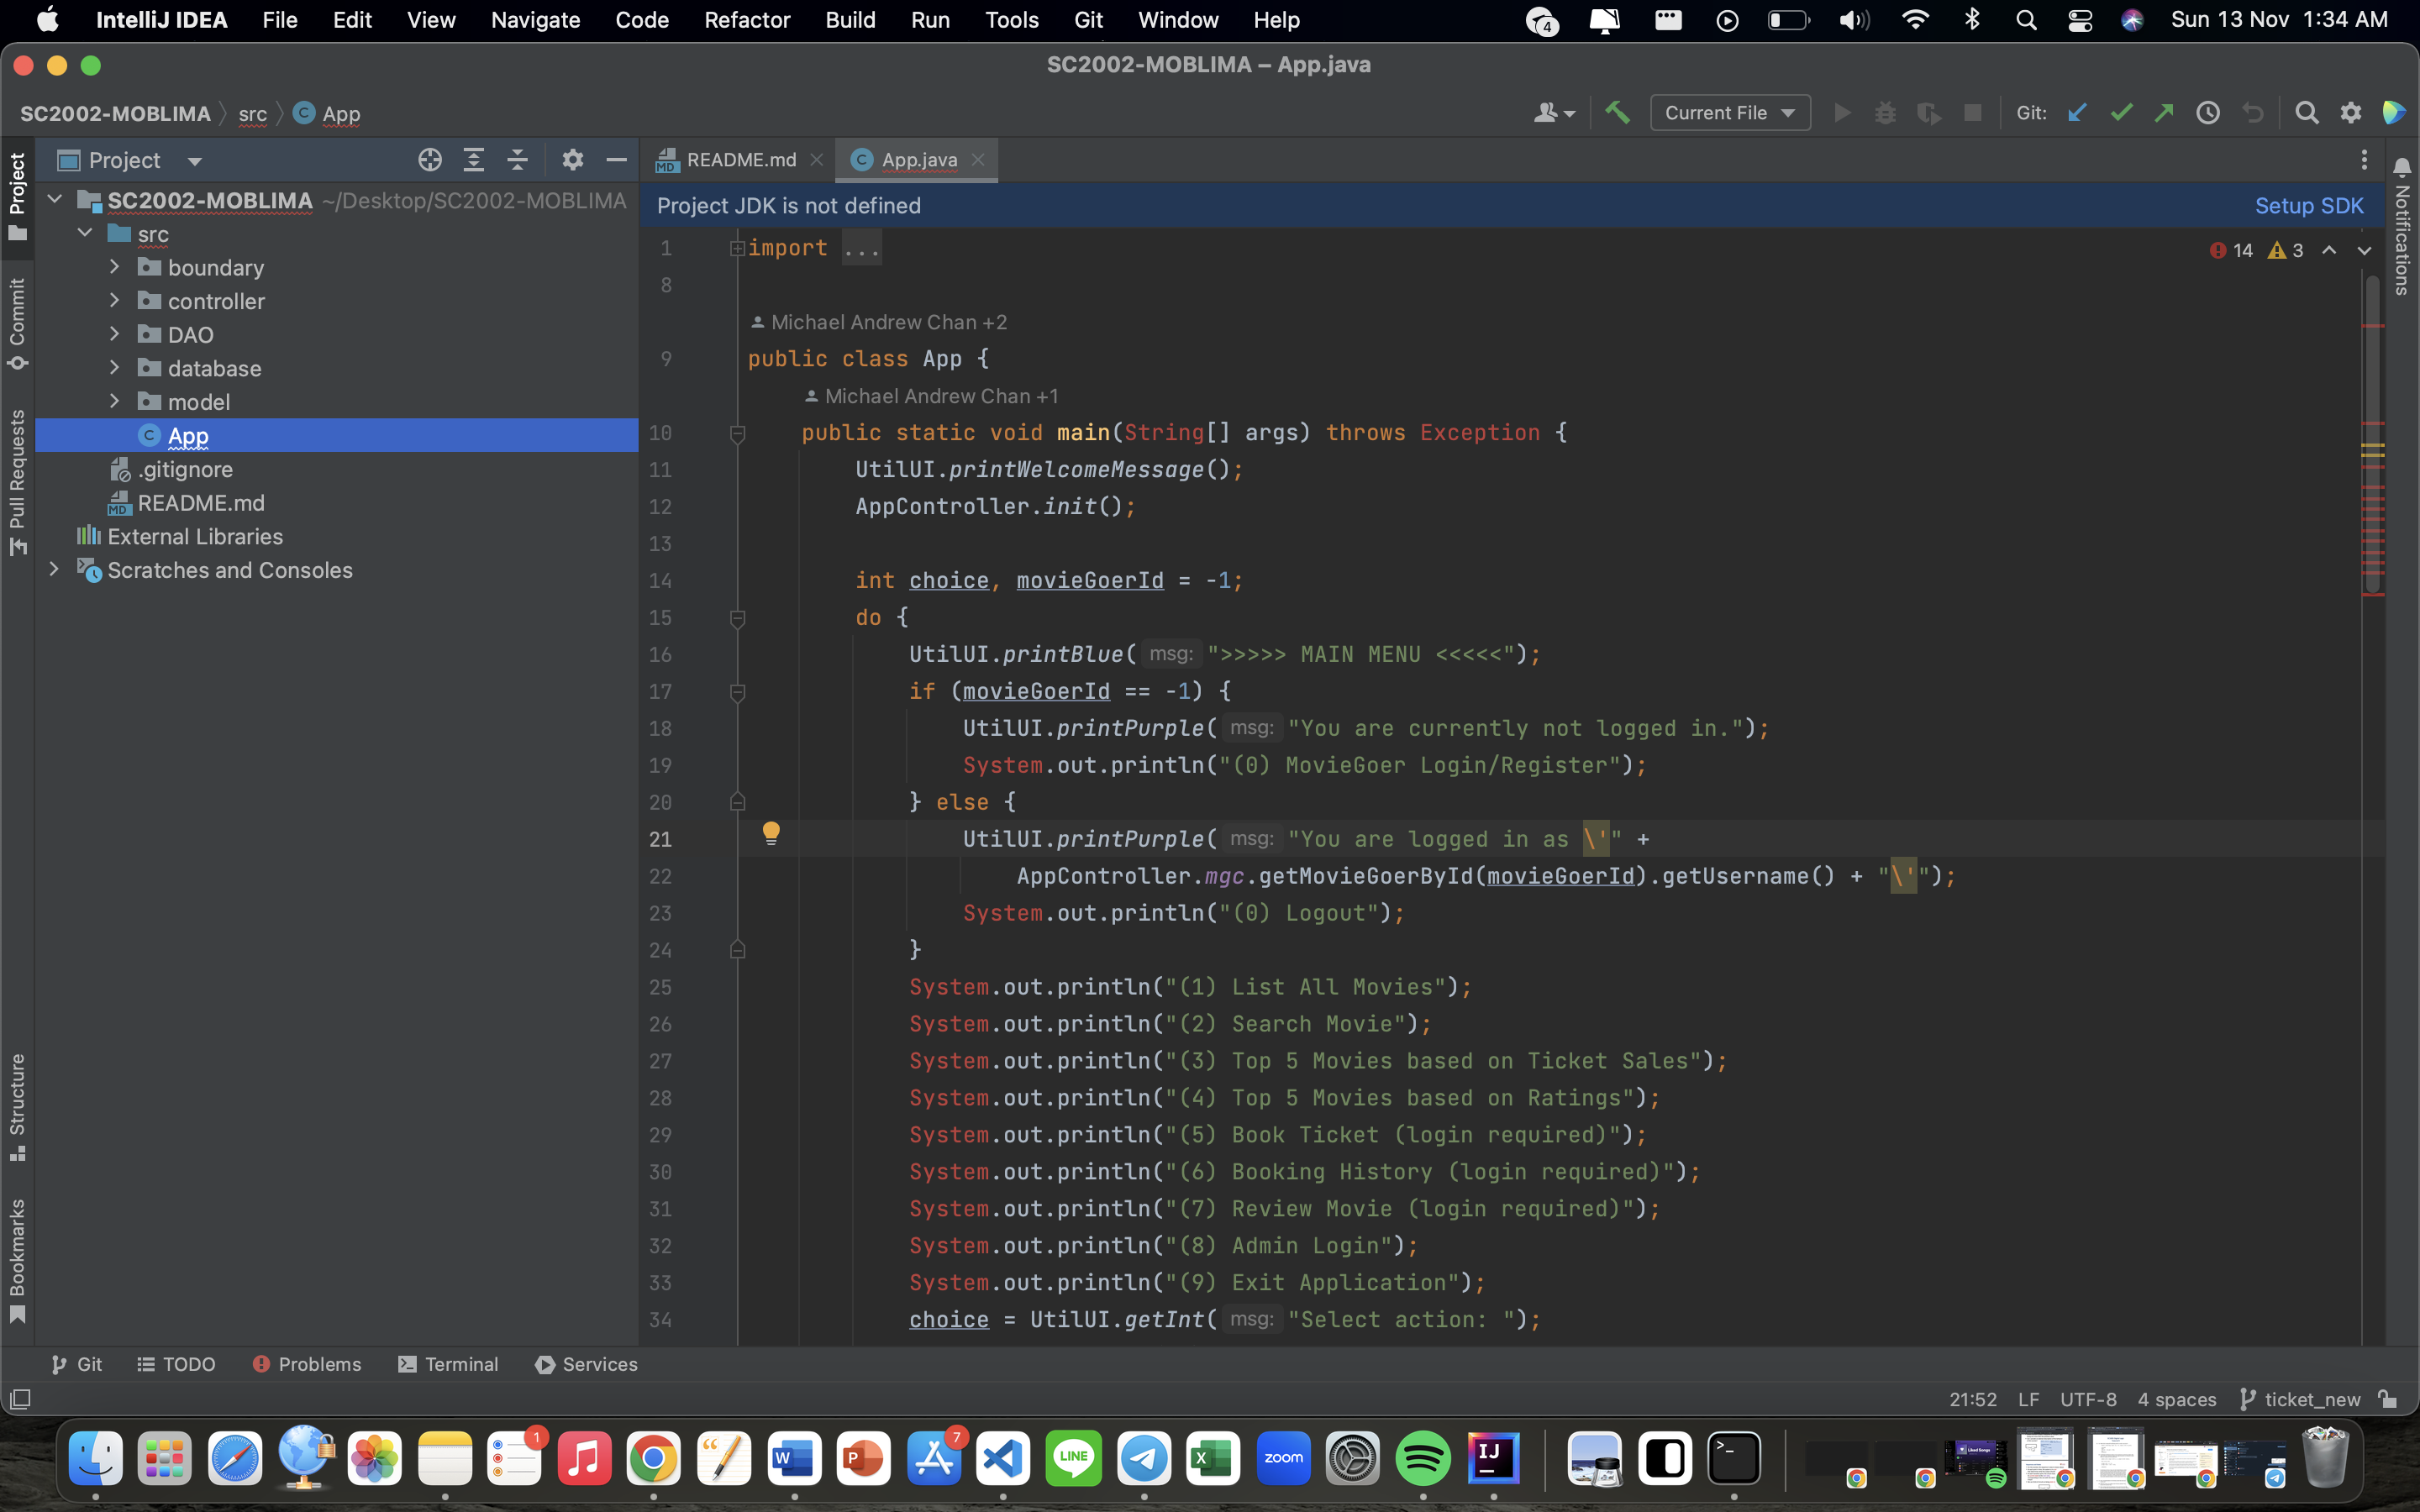 IntelliJ IDEA File Edit View Navigate Code Refactor Build Run Tools Git Window Help 4 Sun 13 Nov 1:34 AM
SC2002-MOBLIMA – App.java
SC2002-MOBLIMA src C App Current File Git:
Project README.md App.java
SC2002-MOBLIMA ~/Desktop/SC2002-MOBLIMA
src
boundary
controller
DAO
database
model
App
.gitignore
README.md
External Libraries
Scratches and Consoles
Project
Commit
Pull Requests
Structure
Bookmarks
Notifications
Project JDK is not defined Setup SDK
14 3
1 import ...
8
Michael Andrew Chan +2
9 public class App {
Michael Andrew Chan +1
10 public static void main(String[] args) throws Exception {
11 UtilUI.printWelcomeMessage();
12 AppController.init();
13
14 int choice, movieGoerId = -1;
15 do {
16 UtilUI.printBlue( msg: ">>>>> MAIN MENU <<<<<");
17 if (movieGoerId == -1) {
18 UtilUI.printPurple( msg: "You are currently not logged in.");
19 System.out.println("(0) MovieGoer Login/Register");
20 } else {
21 UtilUI.printPurple( msg: "You are logged in as \'" +
22 AppController.mgc.getMovieGoerById(movieGoerId).getUsername() + "\'");
23 System.out.println("(0) Logout");
24 }
25 System.out.println("(1) List All Movies");
26 System.out.println("(2) Search Movie");
27 System.out.println("(3) Top 5 Movies based on Ticket Sales");
28 System.out.println("(4) Top 5 Movies based on Ratings");
29 System.out.println("(5) Book Ticket (login required)");
30 System.out.println("(6) Booking History (login required)");
31 System.out.println("(7) Review Movie (login required)");
32 System.out.println("(8) Admin Login");
33 System.out.println("(9) Exit Application");
34 choice = UtilUI.getInt( msg: "Select action: ");
Git TODO Problems Terminal Services
21:52 LF UTF-8 4 spaces ticket_new
1 W P 7 LINE X zoom IJ